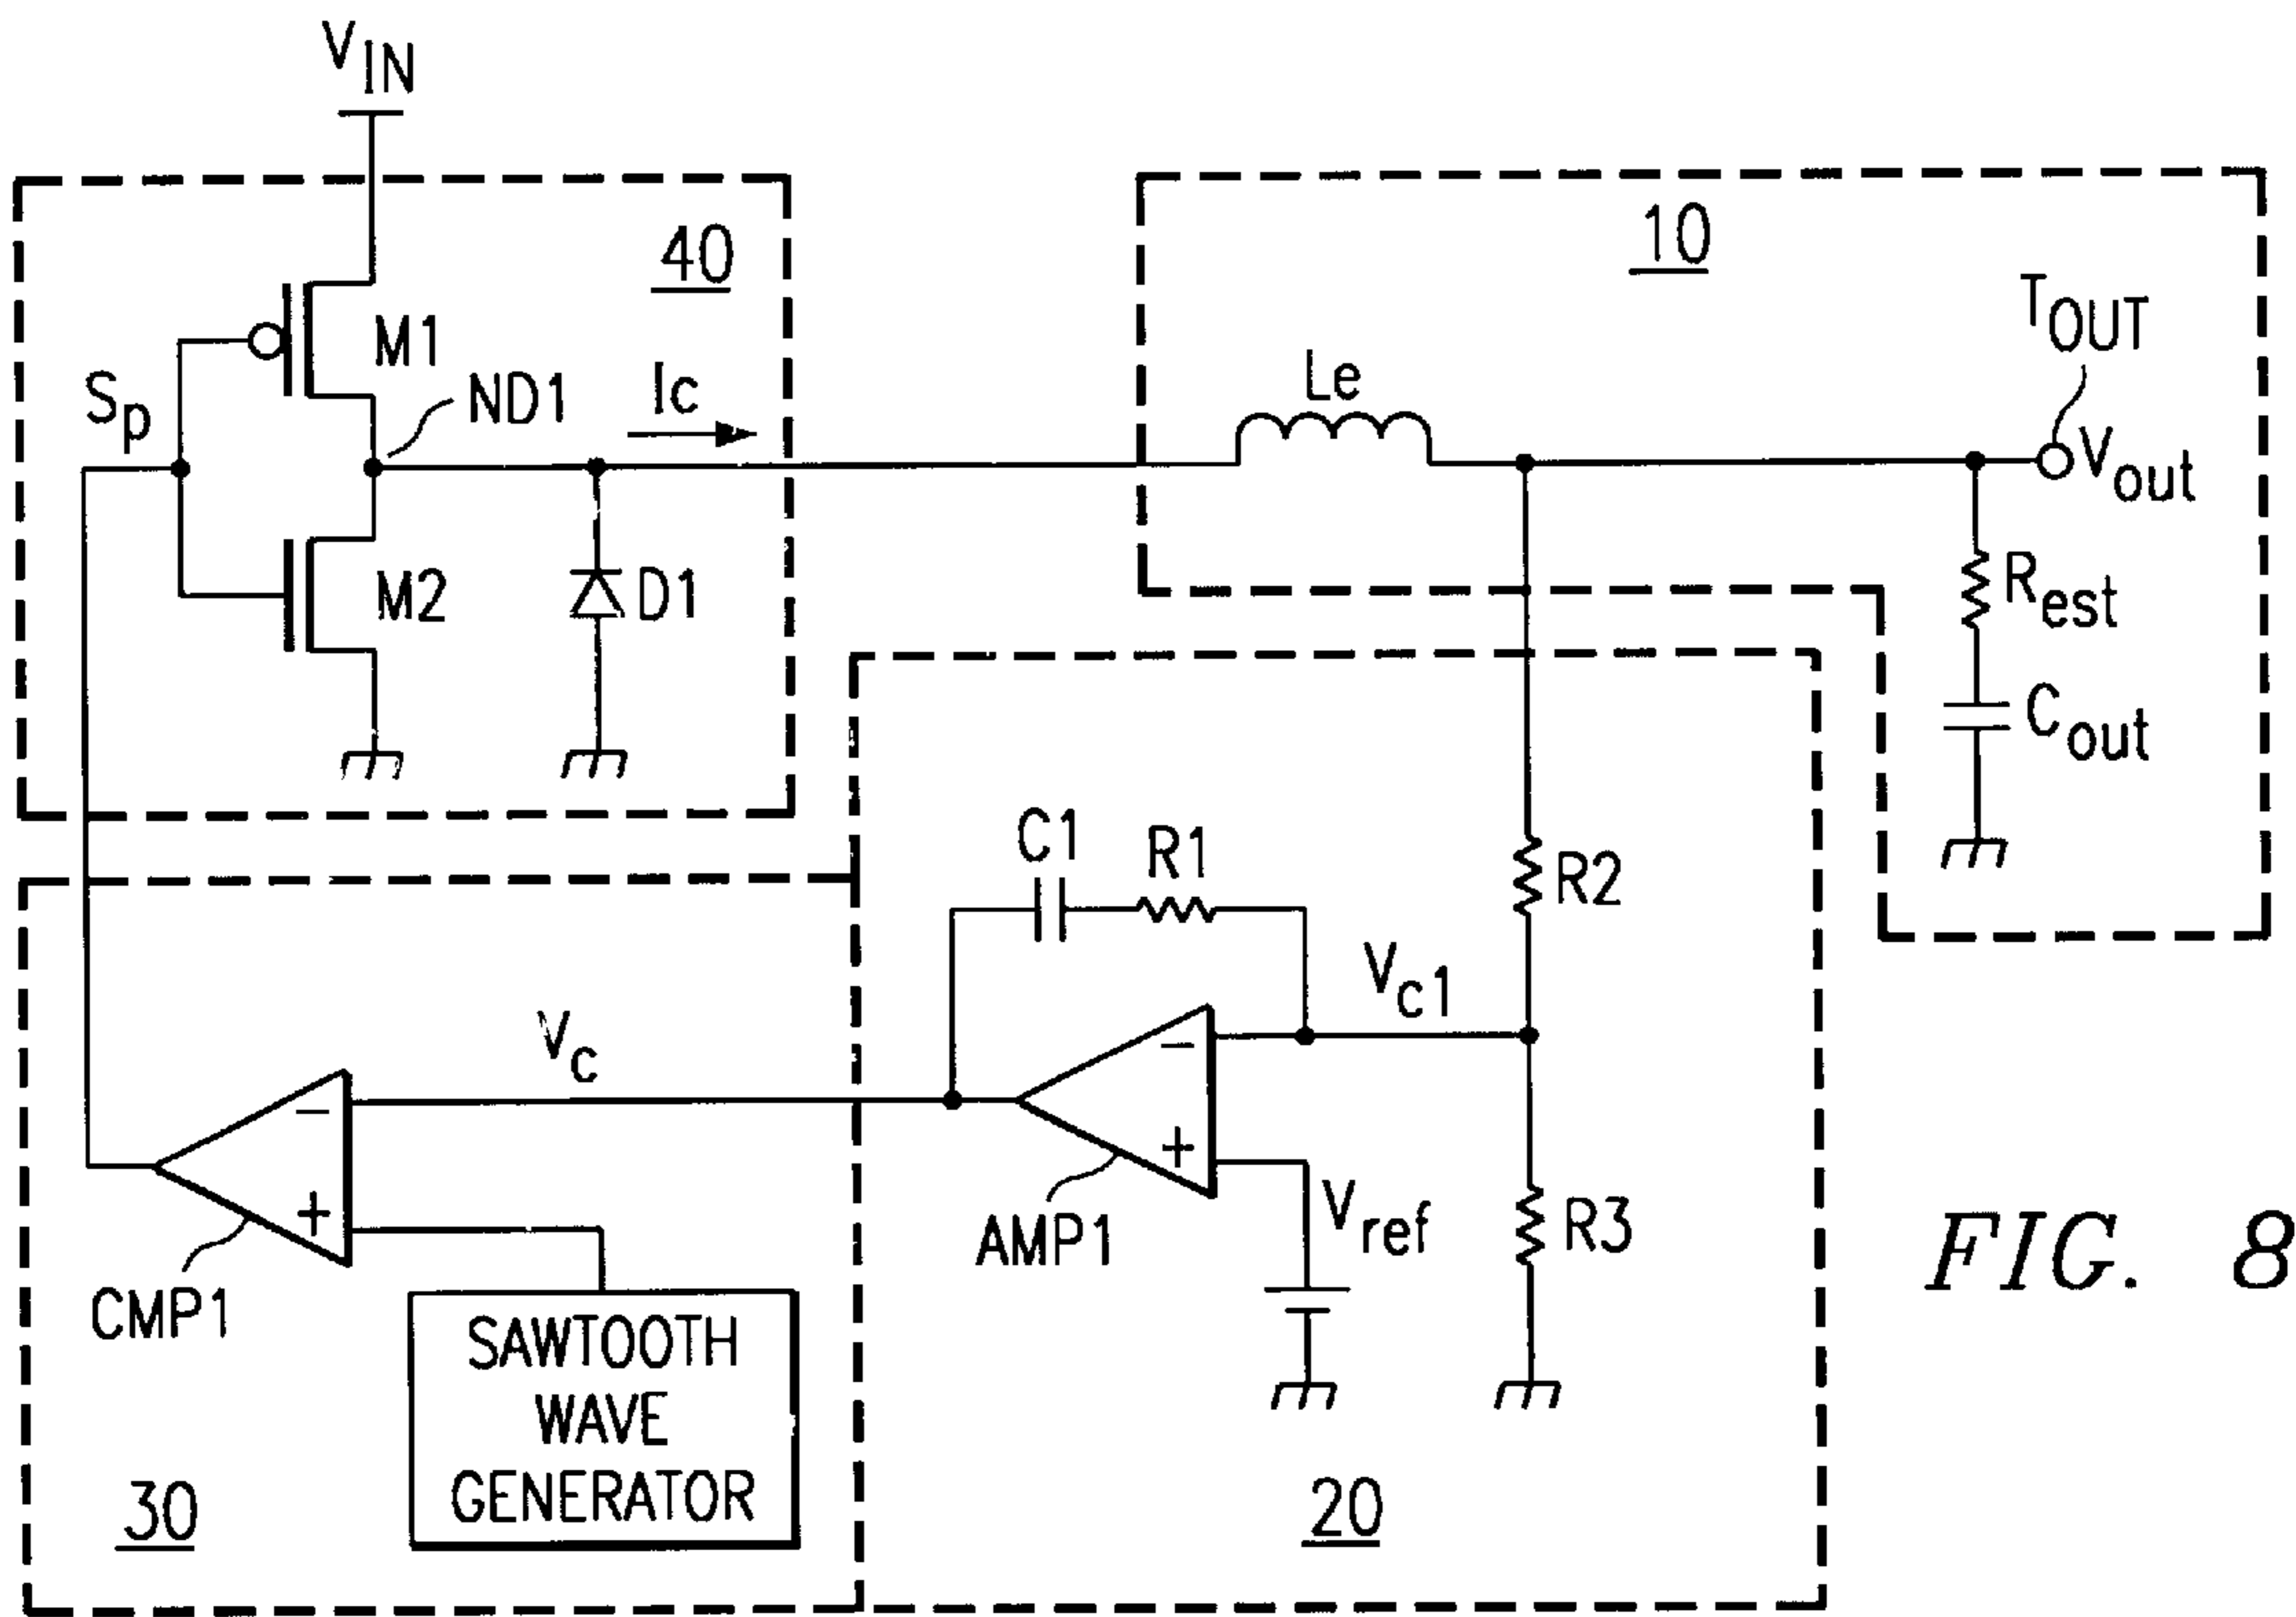 VIN
40
10
M1
TOUT
Sp
ND1
Ic
Le
Vout
M2
D1
Rest
Cout
C1
R1
R2
Vc1
Vc
−
−
+
+
Vref
AMP1
R3
CMP1
SAWTOOTH
WAVE
GENERATOR
30
20
FIG. 8